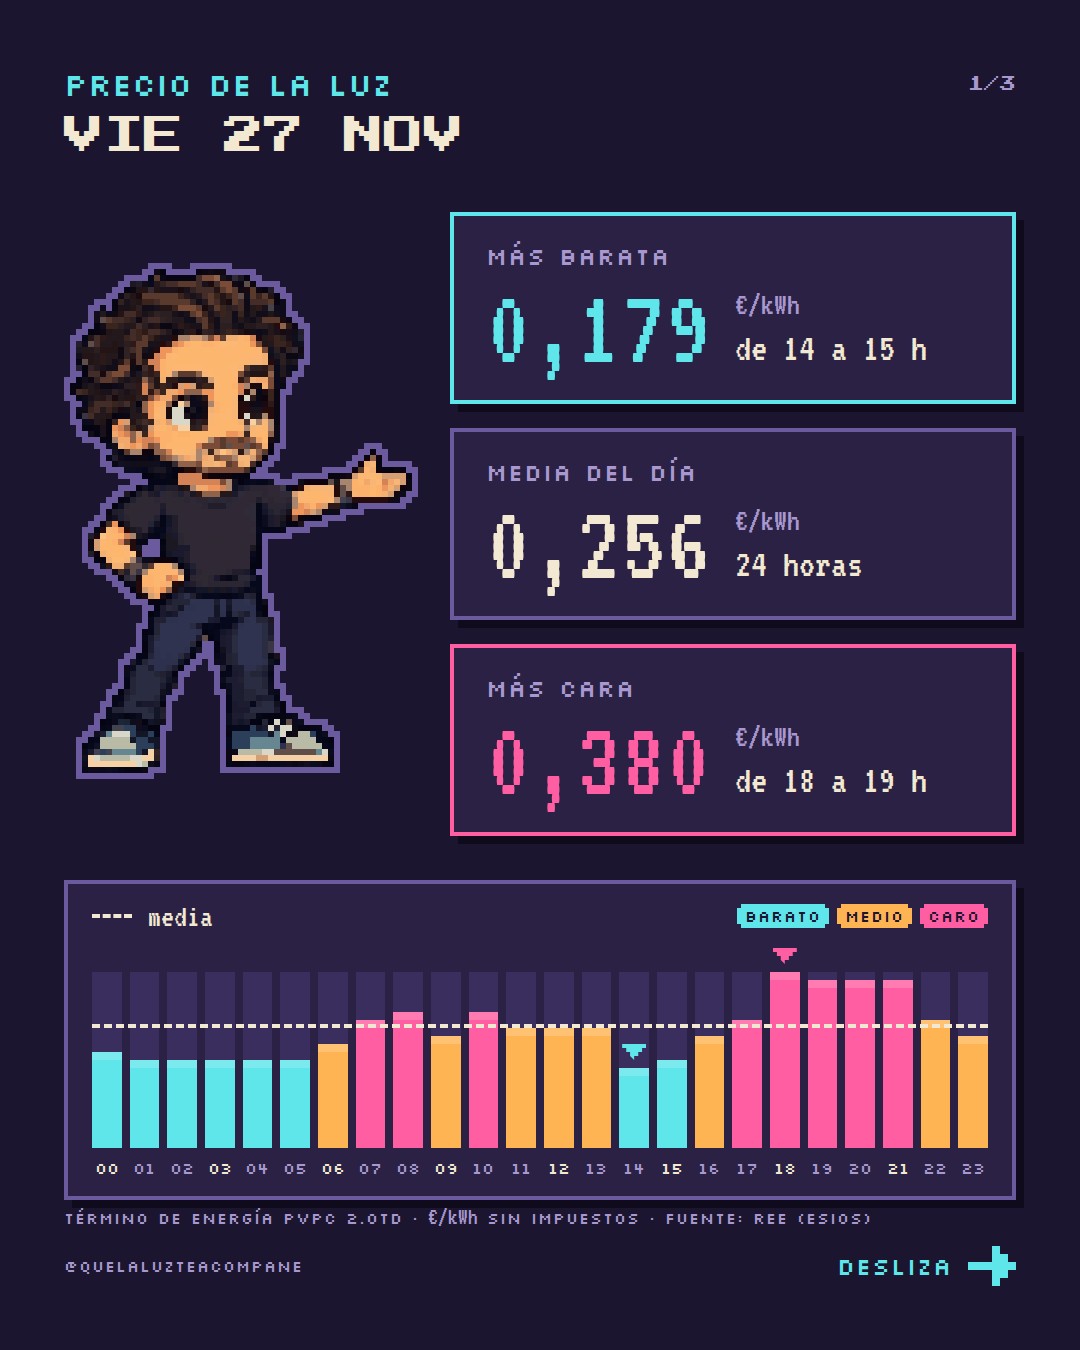 PRECIO DE LA LUZ
1/3
VIE 27 NOV
MÁS BARATA
0,179 €/kWh
de 14 a 15 h
MEDIA DEL DÍA
0,256 €/kWh
24 horas
MÁS CARA
0,380 €/kWh
de 18 a 19 h
---- media
BARATO MEDIO CARO
00 01 02 03 04 05 06 07 08 09 10 11 12 13 14 15 16 17 18 19 20 21 22 23
TÉRMINO DE ENERGÍA PVPC 2.0TD · €/kWh SIN IMPUESTOS · FUENTE: REE (ESIOS)
@QUELALUZTEACOMPANE
DESLIZA